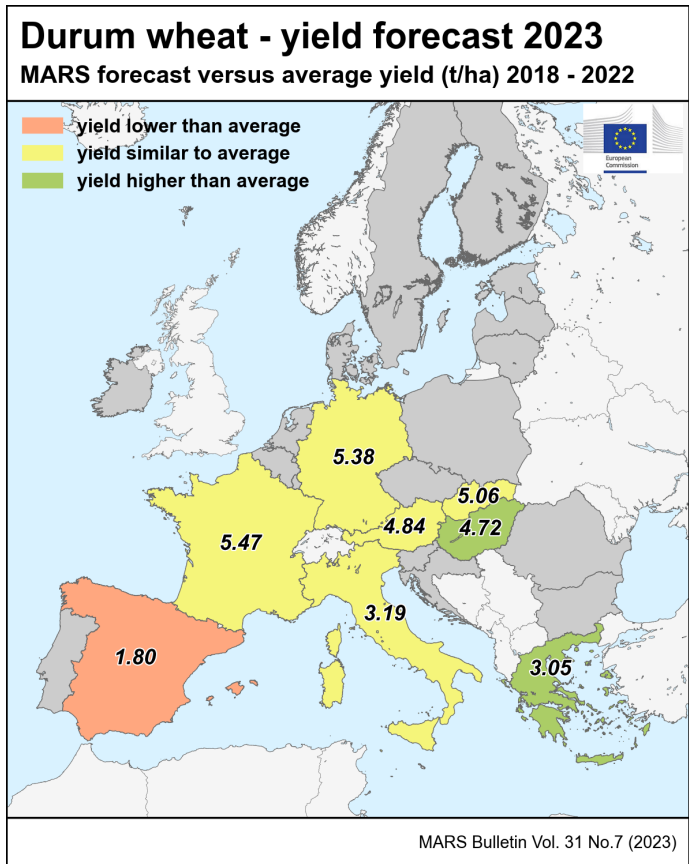 Durum wheat - yield forecast 2023
MARS forecast versus average yield (t/ha) 2018 - 2022
yield lower than average
yield similar to average
yield higher than average
European
Commission
5.38
5.06
4.84
4.72
5.47
3.19
1.80
3.05
MARS Bulletin Vol. 31 No.7 (2023)